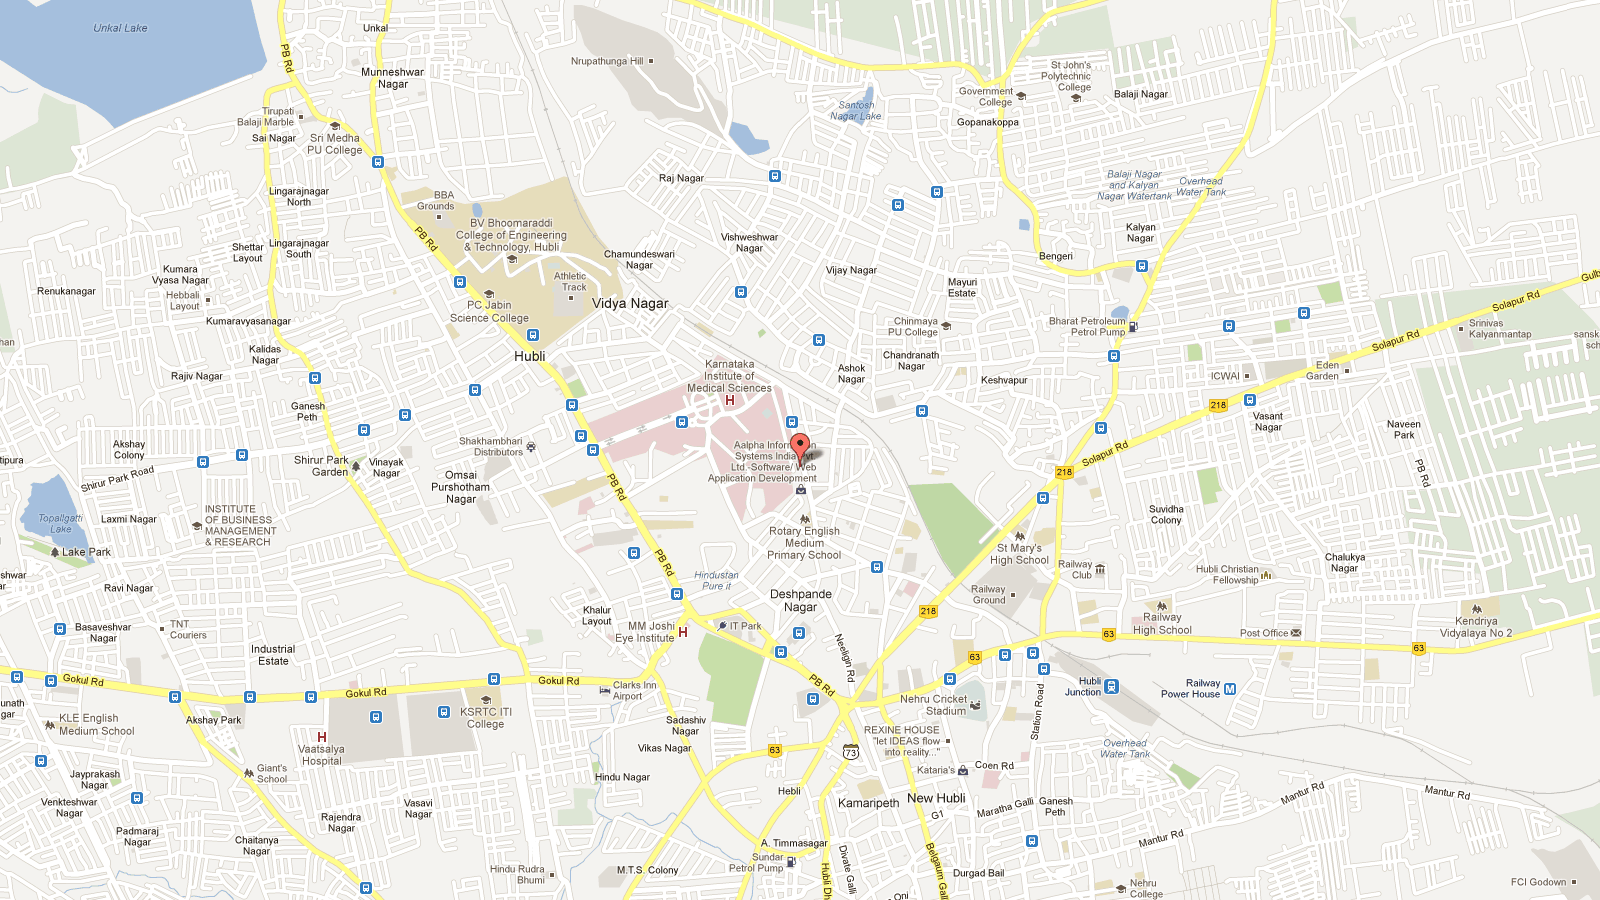 Unkal Lake
Unkal
PB Rd
Munneshwar
Nagar
Nrupathunga Hill
St John's
Polytechnic
College
Government
College
Balaji Nagar
Santosh
Nagar Lake
Gopanakoppa
Tirupati
Balaji Marble
Sai Nagar
Sri Medha
PU College
Raj Nagar
Balaji Nagar
and Kalyan
Nagar Watertank
Overhead
Water Tank
Lingarajnagar
North
BBA
Grounds
PB Rd
BV Bhoomaraddi
College of Engineering
& Technology, Hubli
Kalyan
Nagar
Vishweshwar
Nagar
Shettar
Layout
Lingarajnagar
South
Chamundeswari
Nagar
Bengeri
Vijay Nagar
Kumara
Vyasa Nagar
Athletic
Track
Mayuri
Estate
Renukanagar
Hebbali
Layout
PC Jabin
Science College
Vidya Nagar
Solapur Rd
Gulb
Kumaravyasanagar
Chinmaya
PU College
Bharat Petroleum
Petrol Pump
Srinivas
Kalyanmantap
Solapur Rd
sansk
sch
han
Kalidas
Nagar
Hubli
Chandranath
Nagar
Karnataka
Institute of
Medical Sciences
H
Ashok
Nagar
Keshvapur
Rajiv Nagar
ICWAI
Eden
Garden
Ganesh
Peth
218
Vasant
Nagar
Naveen
Park
Akshay
Colony
Shakhambhari
Distributors
Aalpha Information
Systems India Pvt
Ltd.-Software/ Web
Application Development
Solapur Rd
218
tipura
Shirur Park Road
Shirur Park
Garden
Vinayak
Nagar
Omsai
Purshotham
Nagar
PB Rd
PB Rd
Topallgatti
Lake
Laxmi Nagar
INSTITUTE
OF BUSINESS
MANAGEMENT
& RESEARCH
Suvidha
Colony
Rotary English
Medium
Primary School
St Mary's
High School
Lake Park
PB Rd
Railway
Club
Hubli Christian
Fellowship
Chalukya
Nagar
shwar
ar
Ravi Nagar
Hindustan
Pure it
Deshpande
Nagar
Railway
Ground
218
Khalur
Layout
MM Joshi
Eye Institute
H
IT Park
Railway
High School
Kendriya
Vidyalaya No 2
Basaveshvar
Nagar
TNT
Couriers
63
Post Office
63
Industrial
Estate
Neeligin Rd
63
Gokul Rd
Gokul Rd
Gokul Rd
Clarks Inn
Airport
PB Rd
Hubli
Junction
Railway
Power House
M
unath
gar
Akshay Park
KSRTC ITI
College
Nehru Cricket
Stadium
Station Road
KLE English
Medium School
H
Vaatsalya
Hospital
Sadashiv
Nagar
Vikas Nagar
63
73
REXINE HOUSE
"let IDEAS flow
into reality..."
Overhead
Water Tank
Jayprakash
Nagar
Giant's
School
Hindu Nagar
Kataria's
Coen Rd
Venkteshwar
Nagar
Vasavi
Nagar
Hebli
Kamaripeth
New Hubli
G1
Maratha Galli
Ganesh
Peth
Mantur Rd
Mantur Rd
Rajendra
Nagar
Padmaraj
Nagar
Chaitanya
Nagar
A. Timmasagar
Mantur Rd
Sundar
Petrol Pump
Hindu Rudra
Bhumi
M.T.S. Colony
Hubli Dh
Divate Galli
Belgaum Gal
Durgad Bail
Nehru
College
FCI Godown
Oni